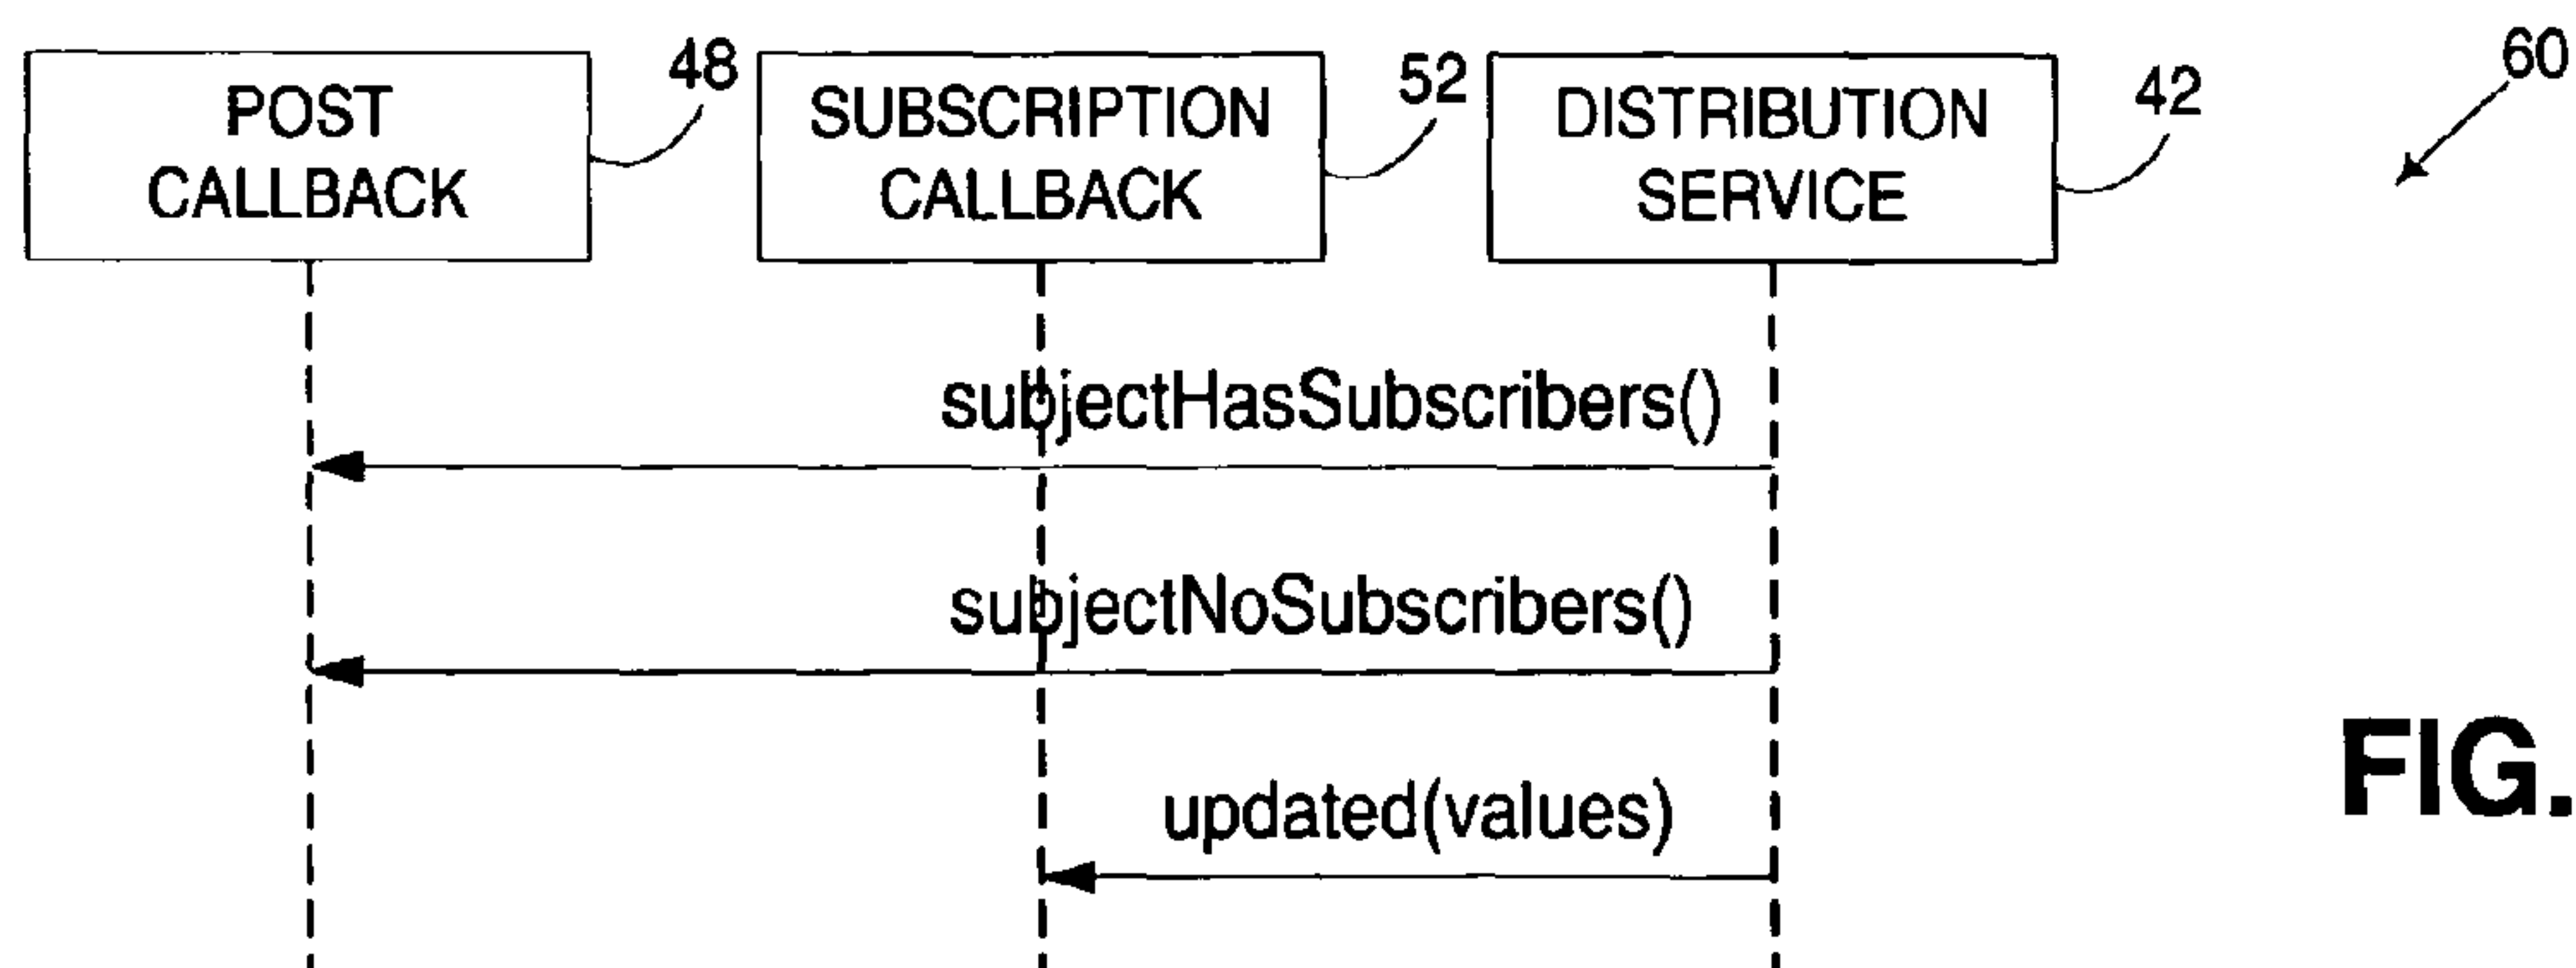 POST
CALLBACK
48
SUBSCRIPTION
CALLBACK
52
DISTRIBUTION
SERVICE
42
60
subjectHasSubscribers()
subjectNoSubscribers()
updated(values)
FIG.